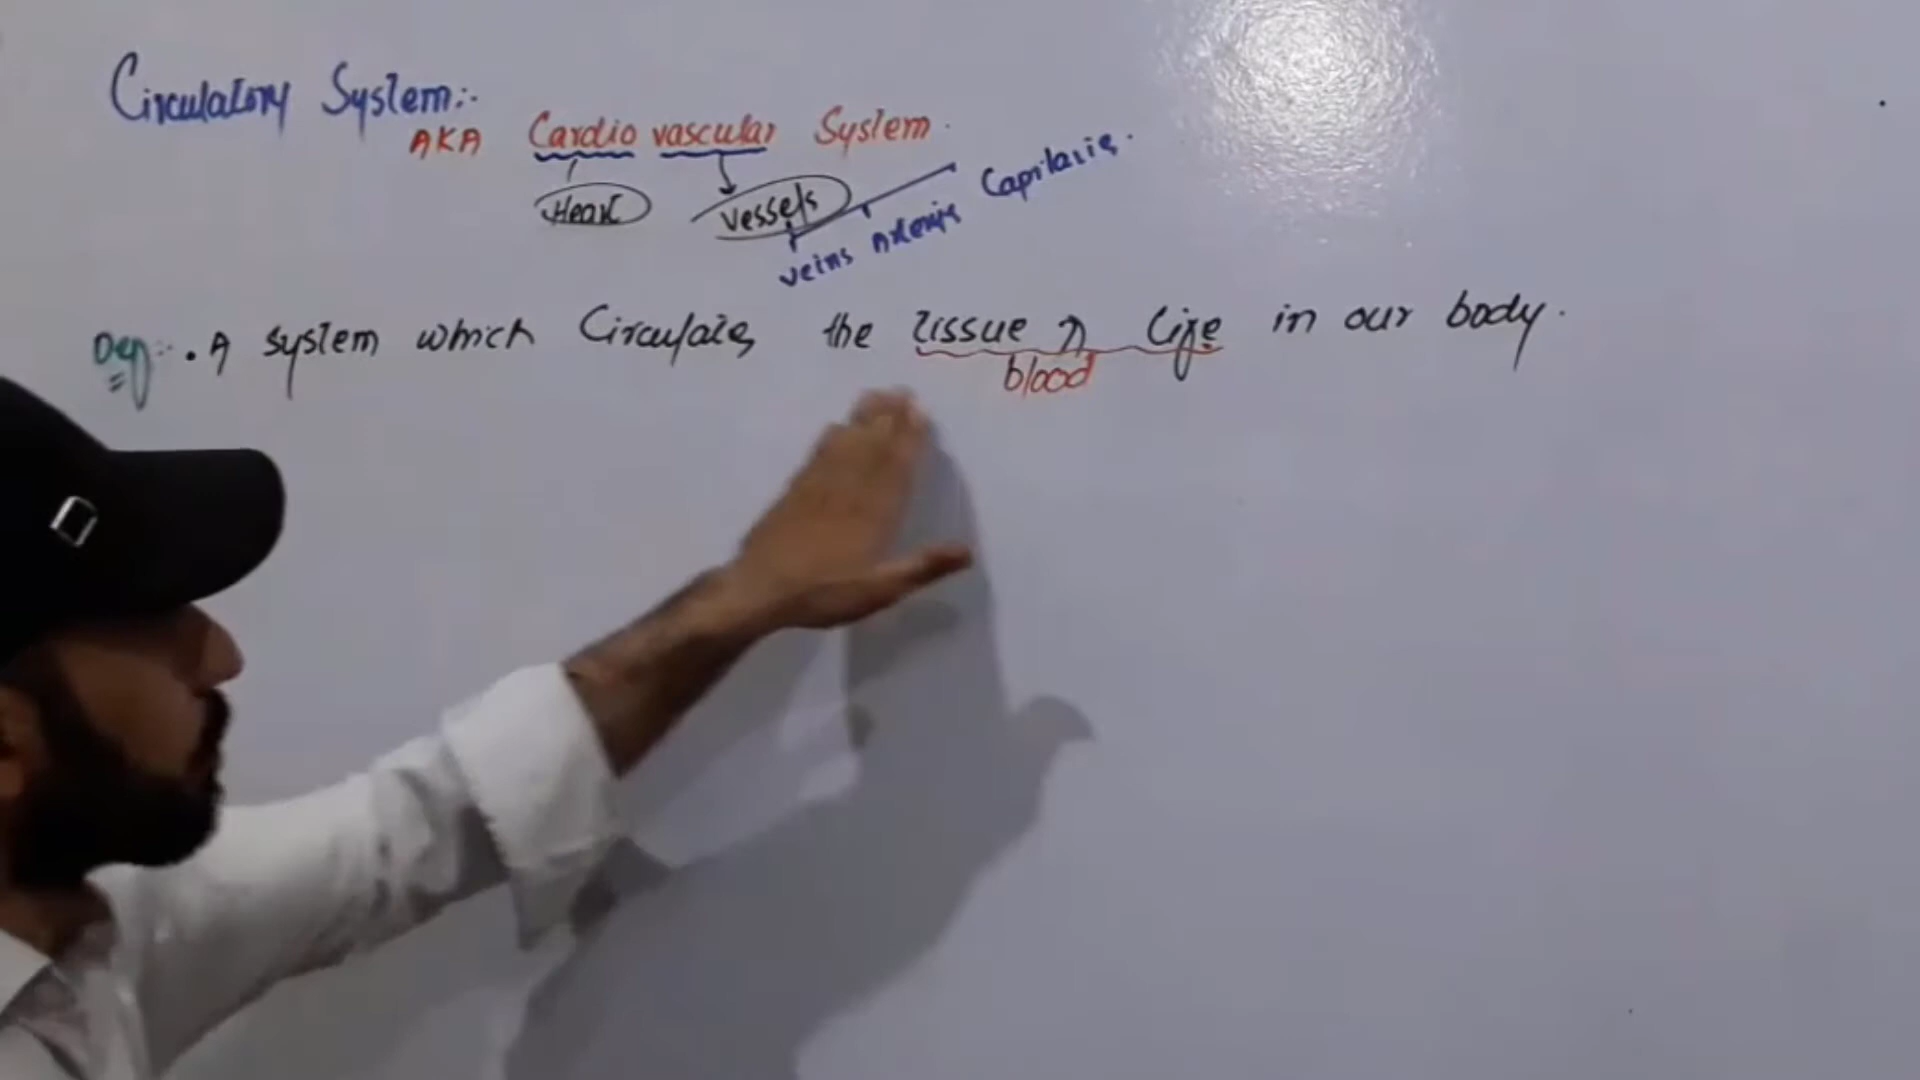 Circulatory System:-
AKA Cardio vascular System.
Heart Vessels
veins Arteries Capilaries.
Def:- . A system which Circulates the tissue of life in our body.
blood